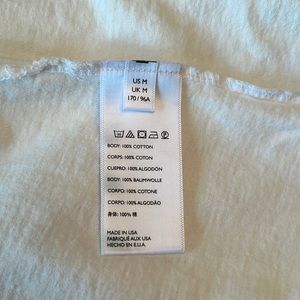 US M
UK M
170 / 96A
BODY: 100% COTTON
CORPS: 100% COTON
CUERPO: 100% ALGODÓN
BODY: 100% BAUMWOLLE
CORPO: 100% COTONE
CORPO: 100% ALGODÃO
身体: 100% 棉
MADE IN USA
FABRIQUÉ AUX USA
HECHO EN E.U.A.